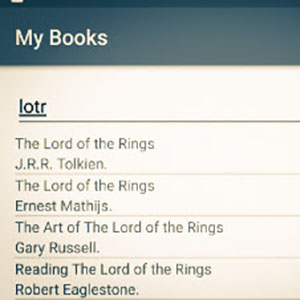 My Books
lotr
The Lord of the Rings
J.R.R. Tolkien.
The Lord of the Rings
Ernest Mathijs.
The Art of The Lord of the Rings
Gary Russell.
Reading The Lord of the Rings
Robert Eaglestone.